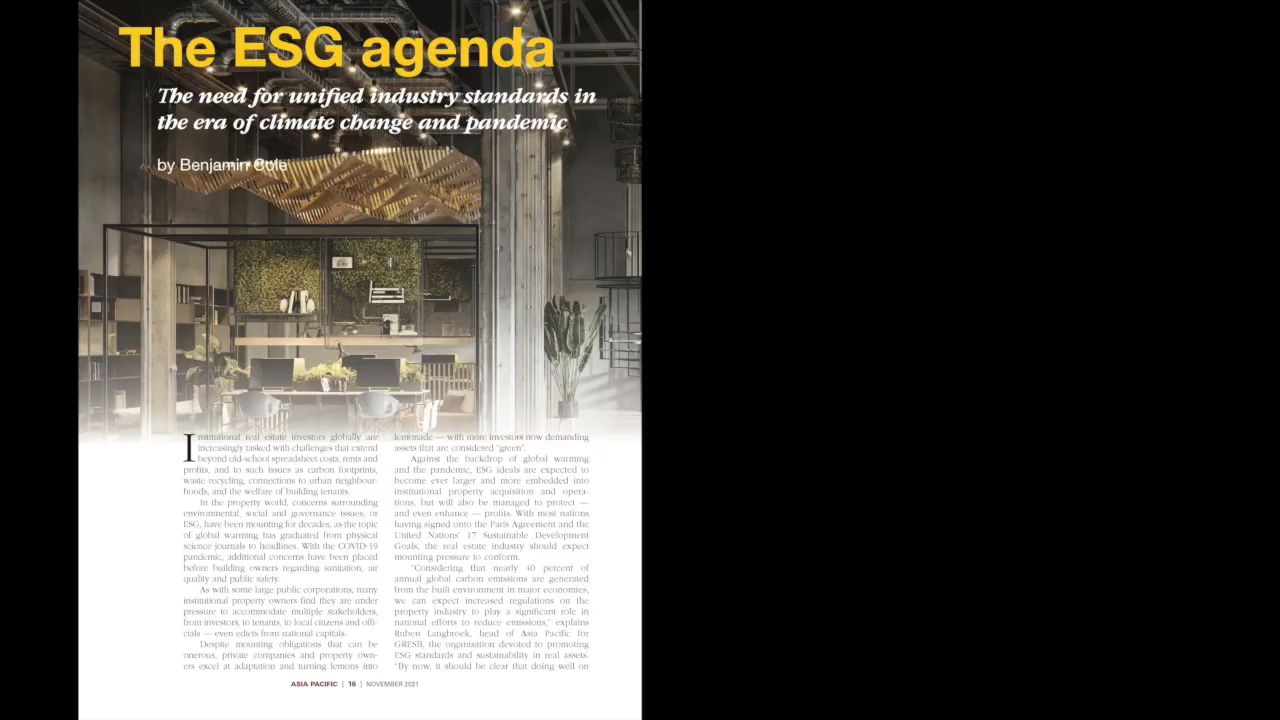 The ESG agenda
The need for unified industry standards in
the era of climate change and pandemic
by Benjamin Cole
Institutional real estate investors globally are
increasingly tasked with challenges that extend
beyond old-school spreadsheet costs, rents and
profits, and to such issues as carbon footprints,
waste recycling, connections to urban neighbour-
hoods, and the welfare of building tenants.
In the property world, concerns surrounding
environmental, social and governance issues, or
ESG, have been mounting for decades, as the topic
of global warming has graduated from physical
science journals to headlines. With the COVID-19
pandemic, additional concerns have been placed
before building owners regarding sanitation, air
quality and public safety.
As with some large public corporations, many
institutional property owners find they are under
pressure to accommodate multiple stakeholders,
from investors, to tenants, to local citizens and offi-
cials — even edicts from national capitals.
Despite mounting obligations that can be
onerous, private companies and property own-
ers excel at adaptation and turning lemons into
lemonade — with more investors now demanding
assets that are considered "green".
Against the backdrop of global warming
and the pandemic, ESG ideals are expected to
become ever larger and more embedded into
institutional property acquisition and opera-
tions, but will also be managed to protect —
and even enhance — profits. With most nations
having signed onto the Paris Agreement and the
United Nations' 17 Sustainable Development
Goals, the real estate industry should expect
mounting pressure to conform.
"Considering that nearly 40 percent of
annual global carbon emissions are generated
from the built environment in major economies,
we can expect increased regulations on the
property industry to play a significant role in
national efforts to reduce emissions," explains
Ruben Langbroek, head of Asia Pacific for
GRESB, the organisation devoted to promoting
ESG standards and sustainability in real assets.
"By now, it should be clear that doing well on
ASIA PACIFIC | 16 | NOVEMBER 2021